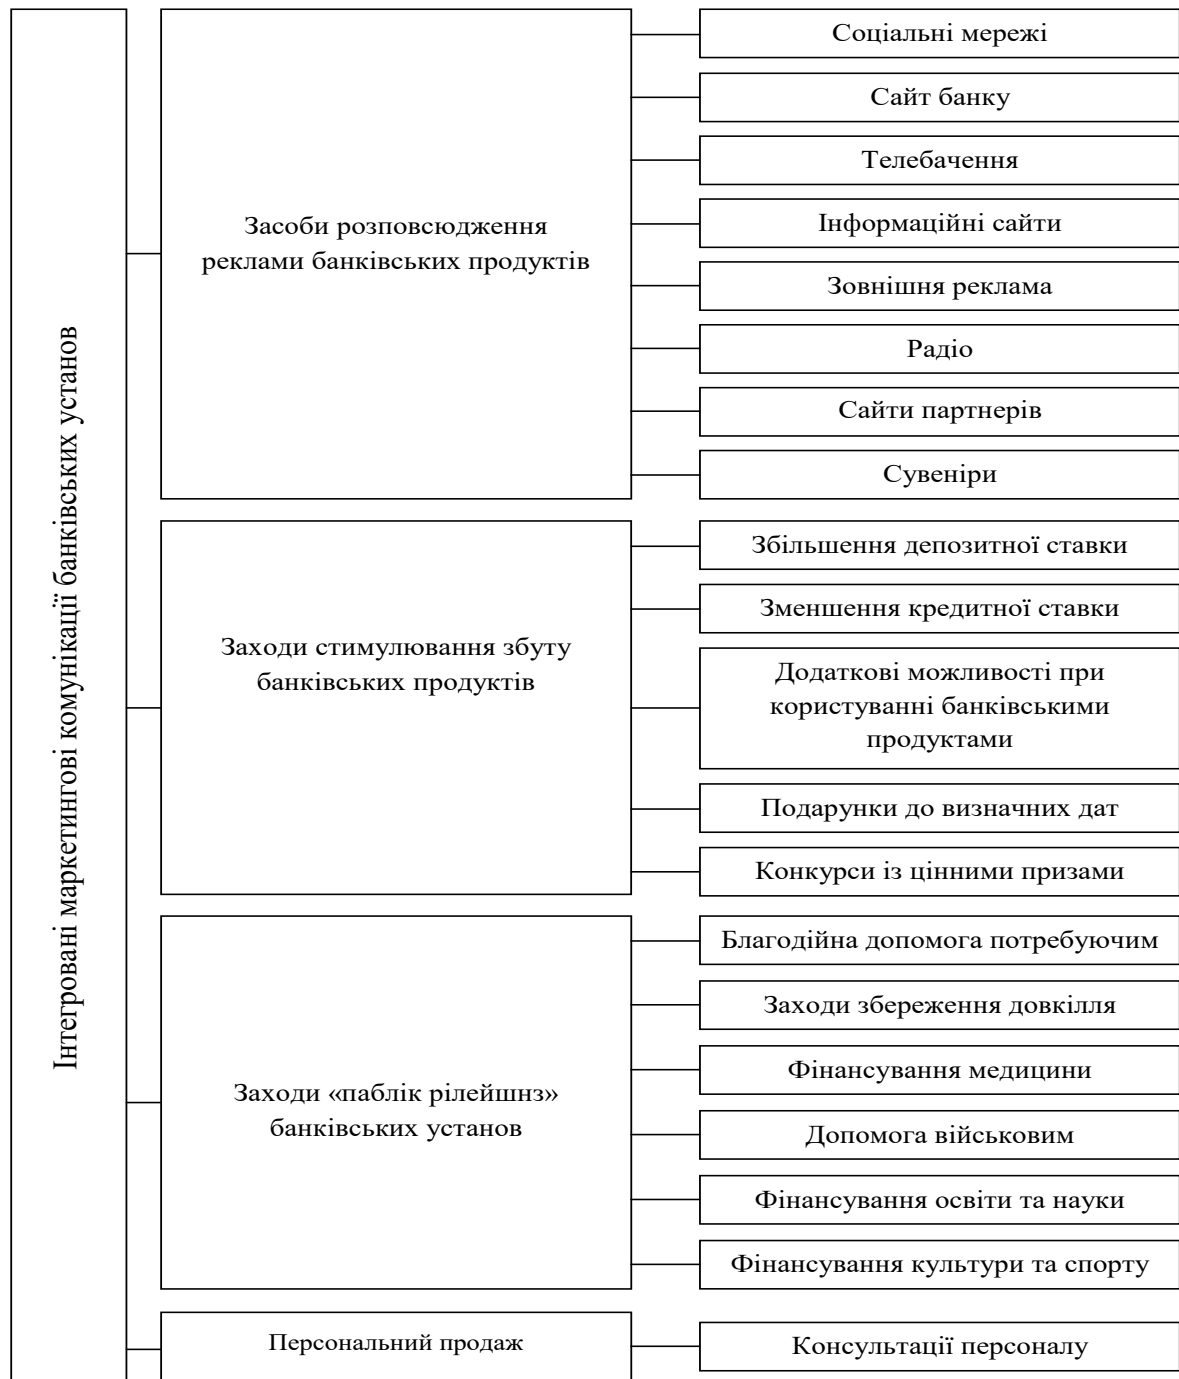 Інтегровані маркетингові комунікації банківських установ
Засоби розповсюдження
реклами банківських продуктів
Соціальні мережі
Сайт банку
Телебачення
Інформаційні сайти
Зовнішня реклама
Радіо
Сайти партнерів
Сувеніри
Заходи стимулювання збуту
банківських продуктів
Збільшення депозитної ставки
Зменшення кредитної ставки
Додаткові можливості при
користуванні банківськими
продуктами
Подарунки до визначних дат
Конкурси із цінними призами
Заходи «паблік рілейшнз»
банківських установ
Благодійна допомога потребуючим
Заходи збереження довкілля
Фінансування медицини
Допомога військовим
Фінансування освіти та науки
Фінансування культури та спорту
Персональний продаж
Консультації персоналу